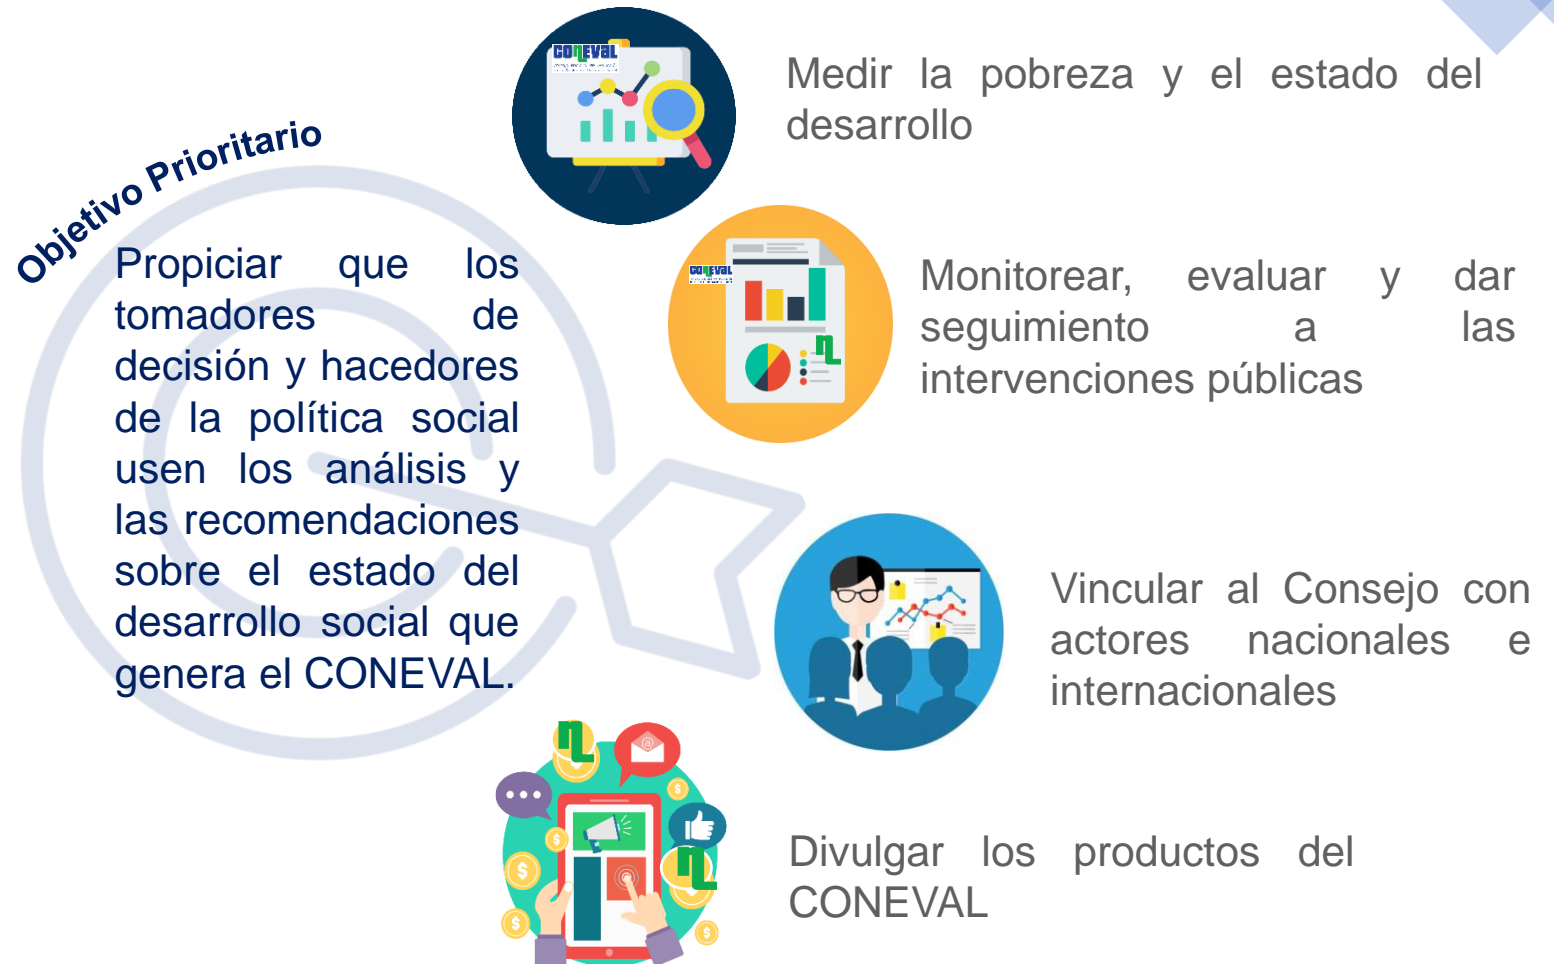 Objetivo Prioritario
Propiciar que los
tomadores de
decisión y hacedores
de la política social
usen los análisis y
las recomendaciones
sobre el estado del
desarrollo social que
genera el CONEVAL.
CONEVAL
Medir la pobreza y el estado del
desarrollo
CONEVAL
Monitorear, evaluar y dar
seguimiento a las
intervenciones públicas
Vincular al Consejo con
actores nacionales e
internacionales
Divulgar los productos del
CONEVAL